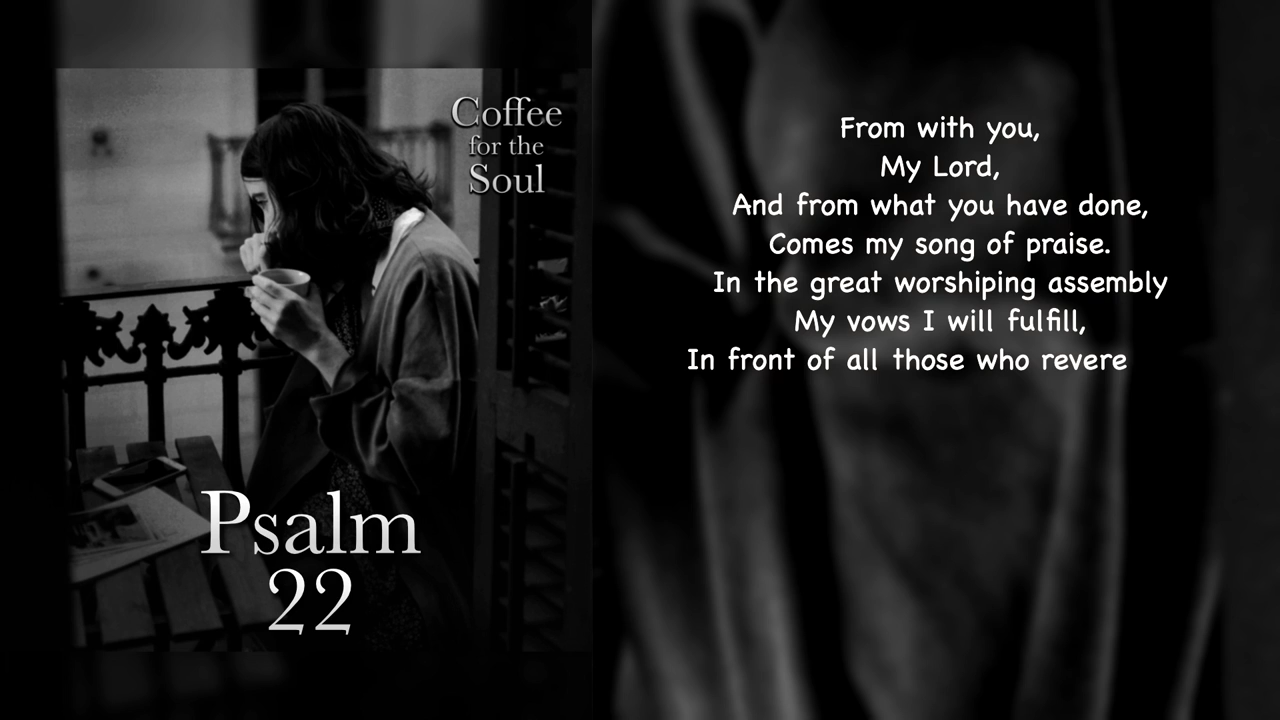 Coffee
for the
Soul
Psalm
22
From with you,
My Lord,
And from what you have done,
Comes my song of praise.
In the great worshiping assembly
My vows I will fulfill,
In front of all those who revere